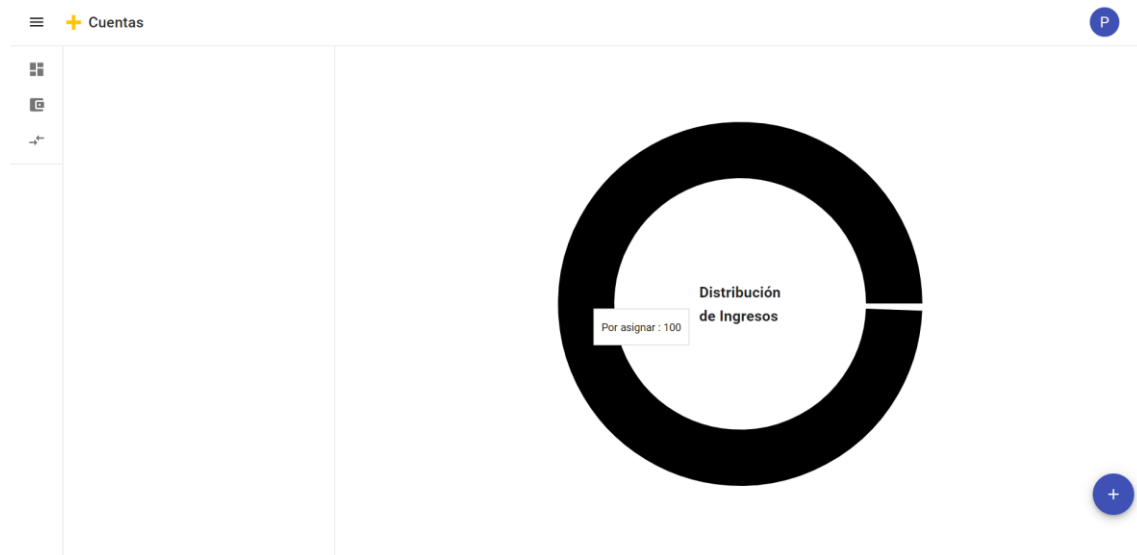 Cuentas
P
Distribución
de Ingresos
Por asignar : 100